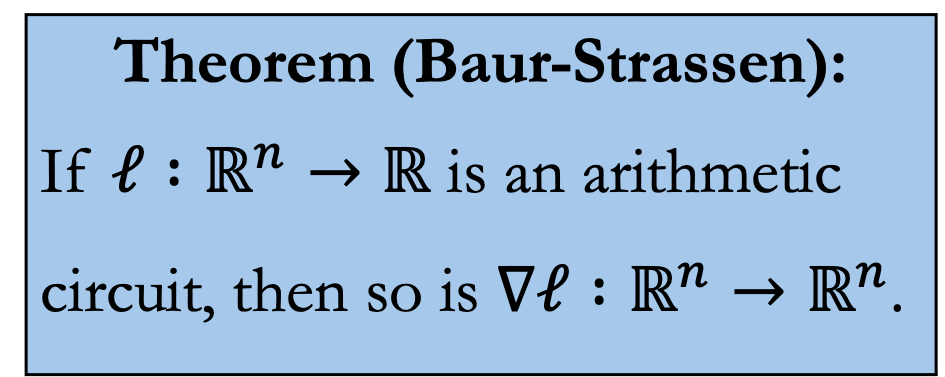 Theorem (Baur-Strassen):
If ℓ : ℝⁿ → ℝ is an arithmetic
circuit, then so is ∇ℓ : ℝⁿ → ℝⁿ.